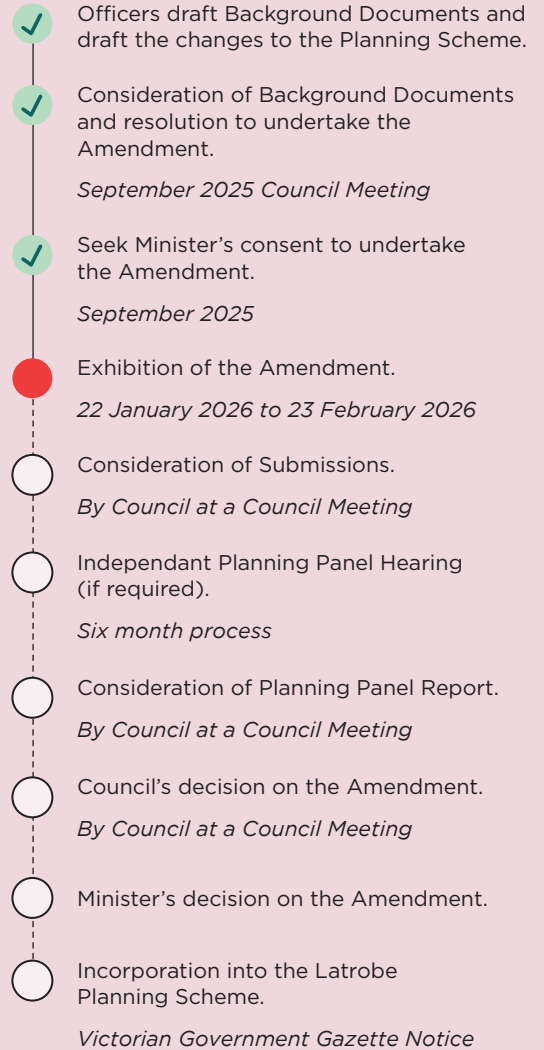 Officers draft Background Documents and
draft the changes to the Planning Scheme.
Consideration of Background Documents
and resolution to undertake the
Amendment.
September 2025 Council Meeting
Seek Minister’s consent to undertake
the Amendment.
September 2025
Exhibition of the Amendment.
22 January 2026 to 23 February 2026
Consideration of Submissions.
By Council at a Council Meeting
Independant Planning Panel Hearing
(if required).
Six month process
Consideration of Planning Panel Report.
By Council at a Council Meeting
Council’s decision on the Amendment.
By Council at a Council Meeting
Minister’s decision on the Amendment.
Incorporation into the Latrobe
Planning Scheme.
Victorian Government Gazette Notice